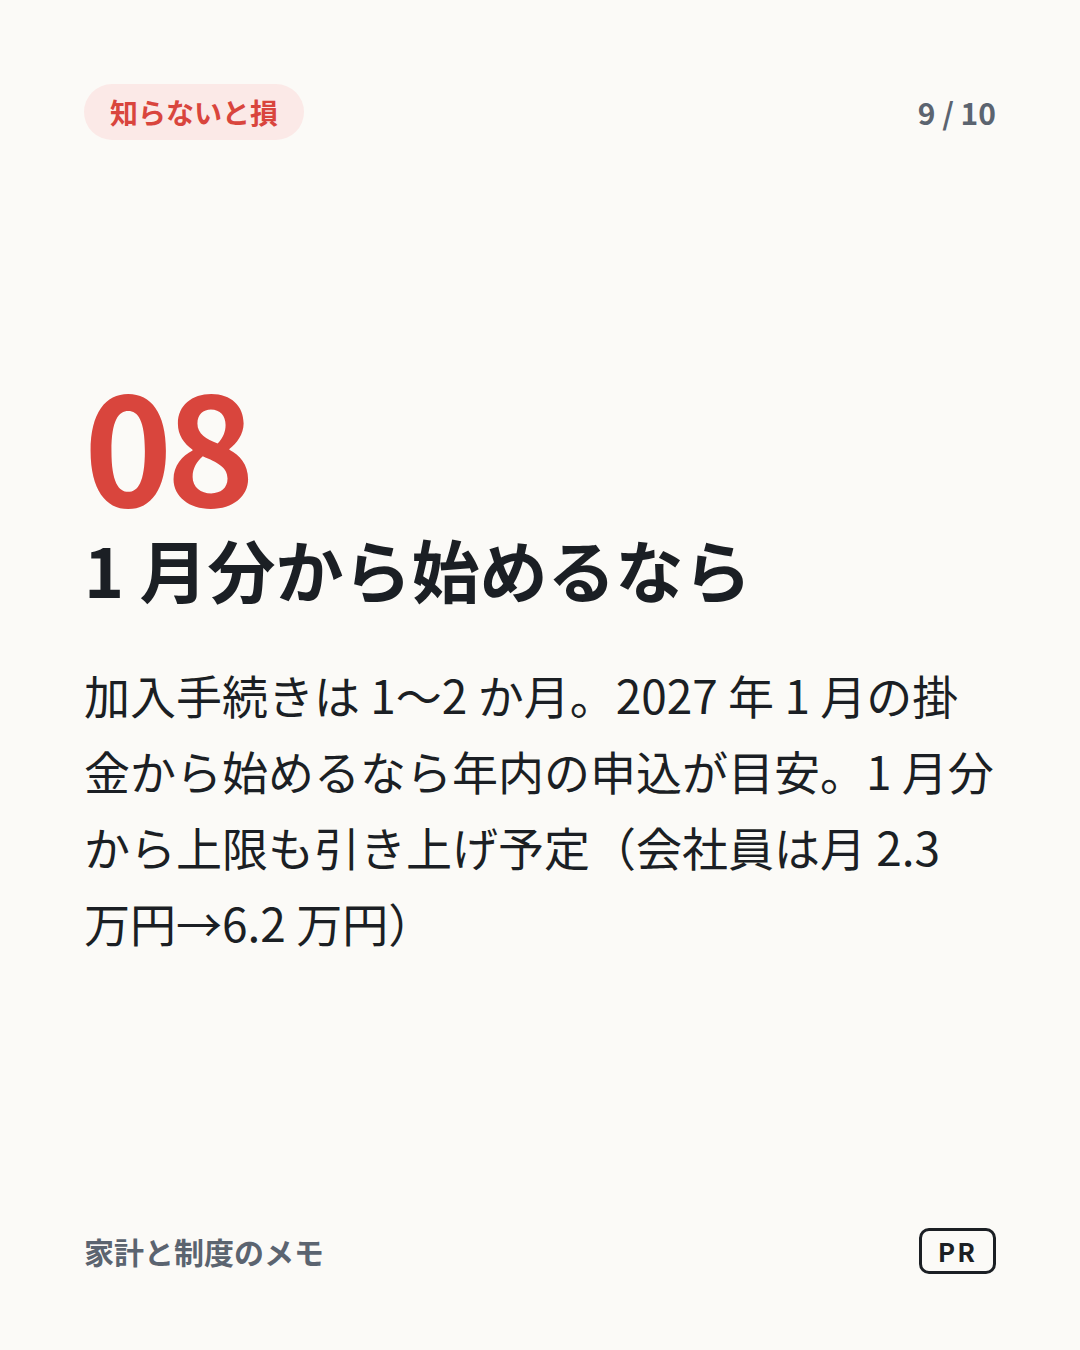 知らないと損
9 / 10
08
1 月分から始めるなら
加入手続きは 1〜2 か月。2027 年 1 月の掛
金から始めるなら年内の申込が目安。1 月分
から上限も引き上げ予定（会社員は月 2.3
万円→6.2 万円）
家計と制度のメモ
PR